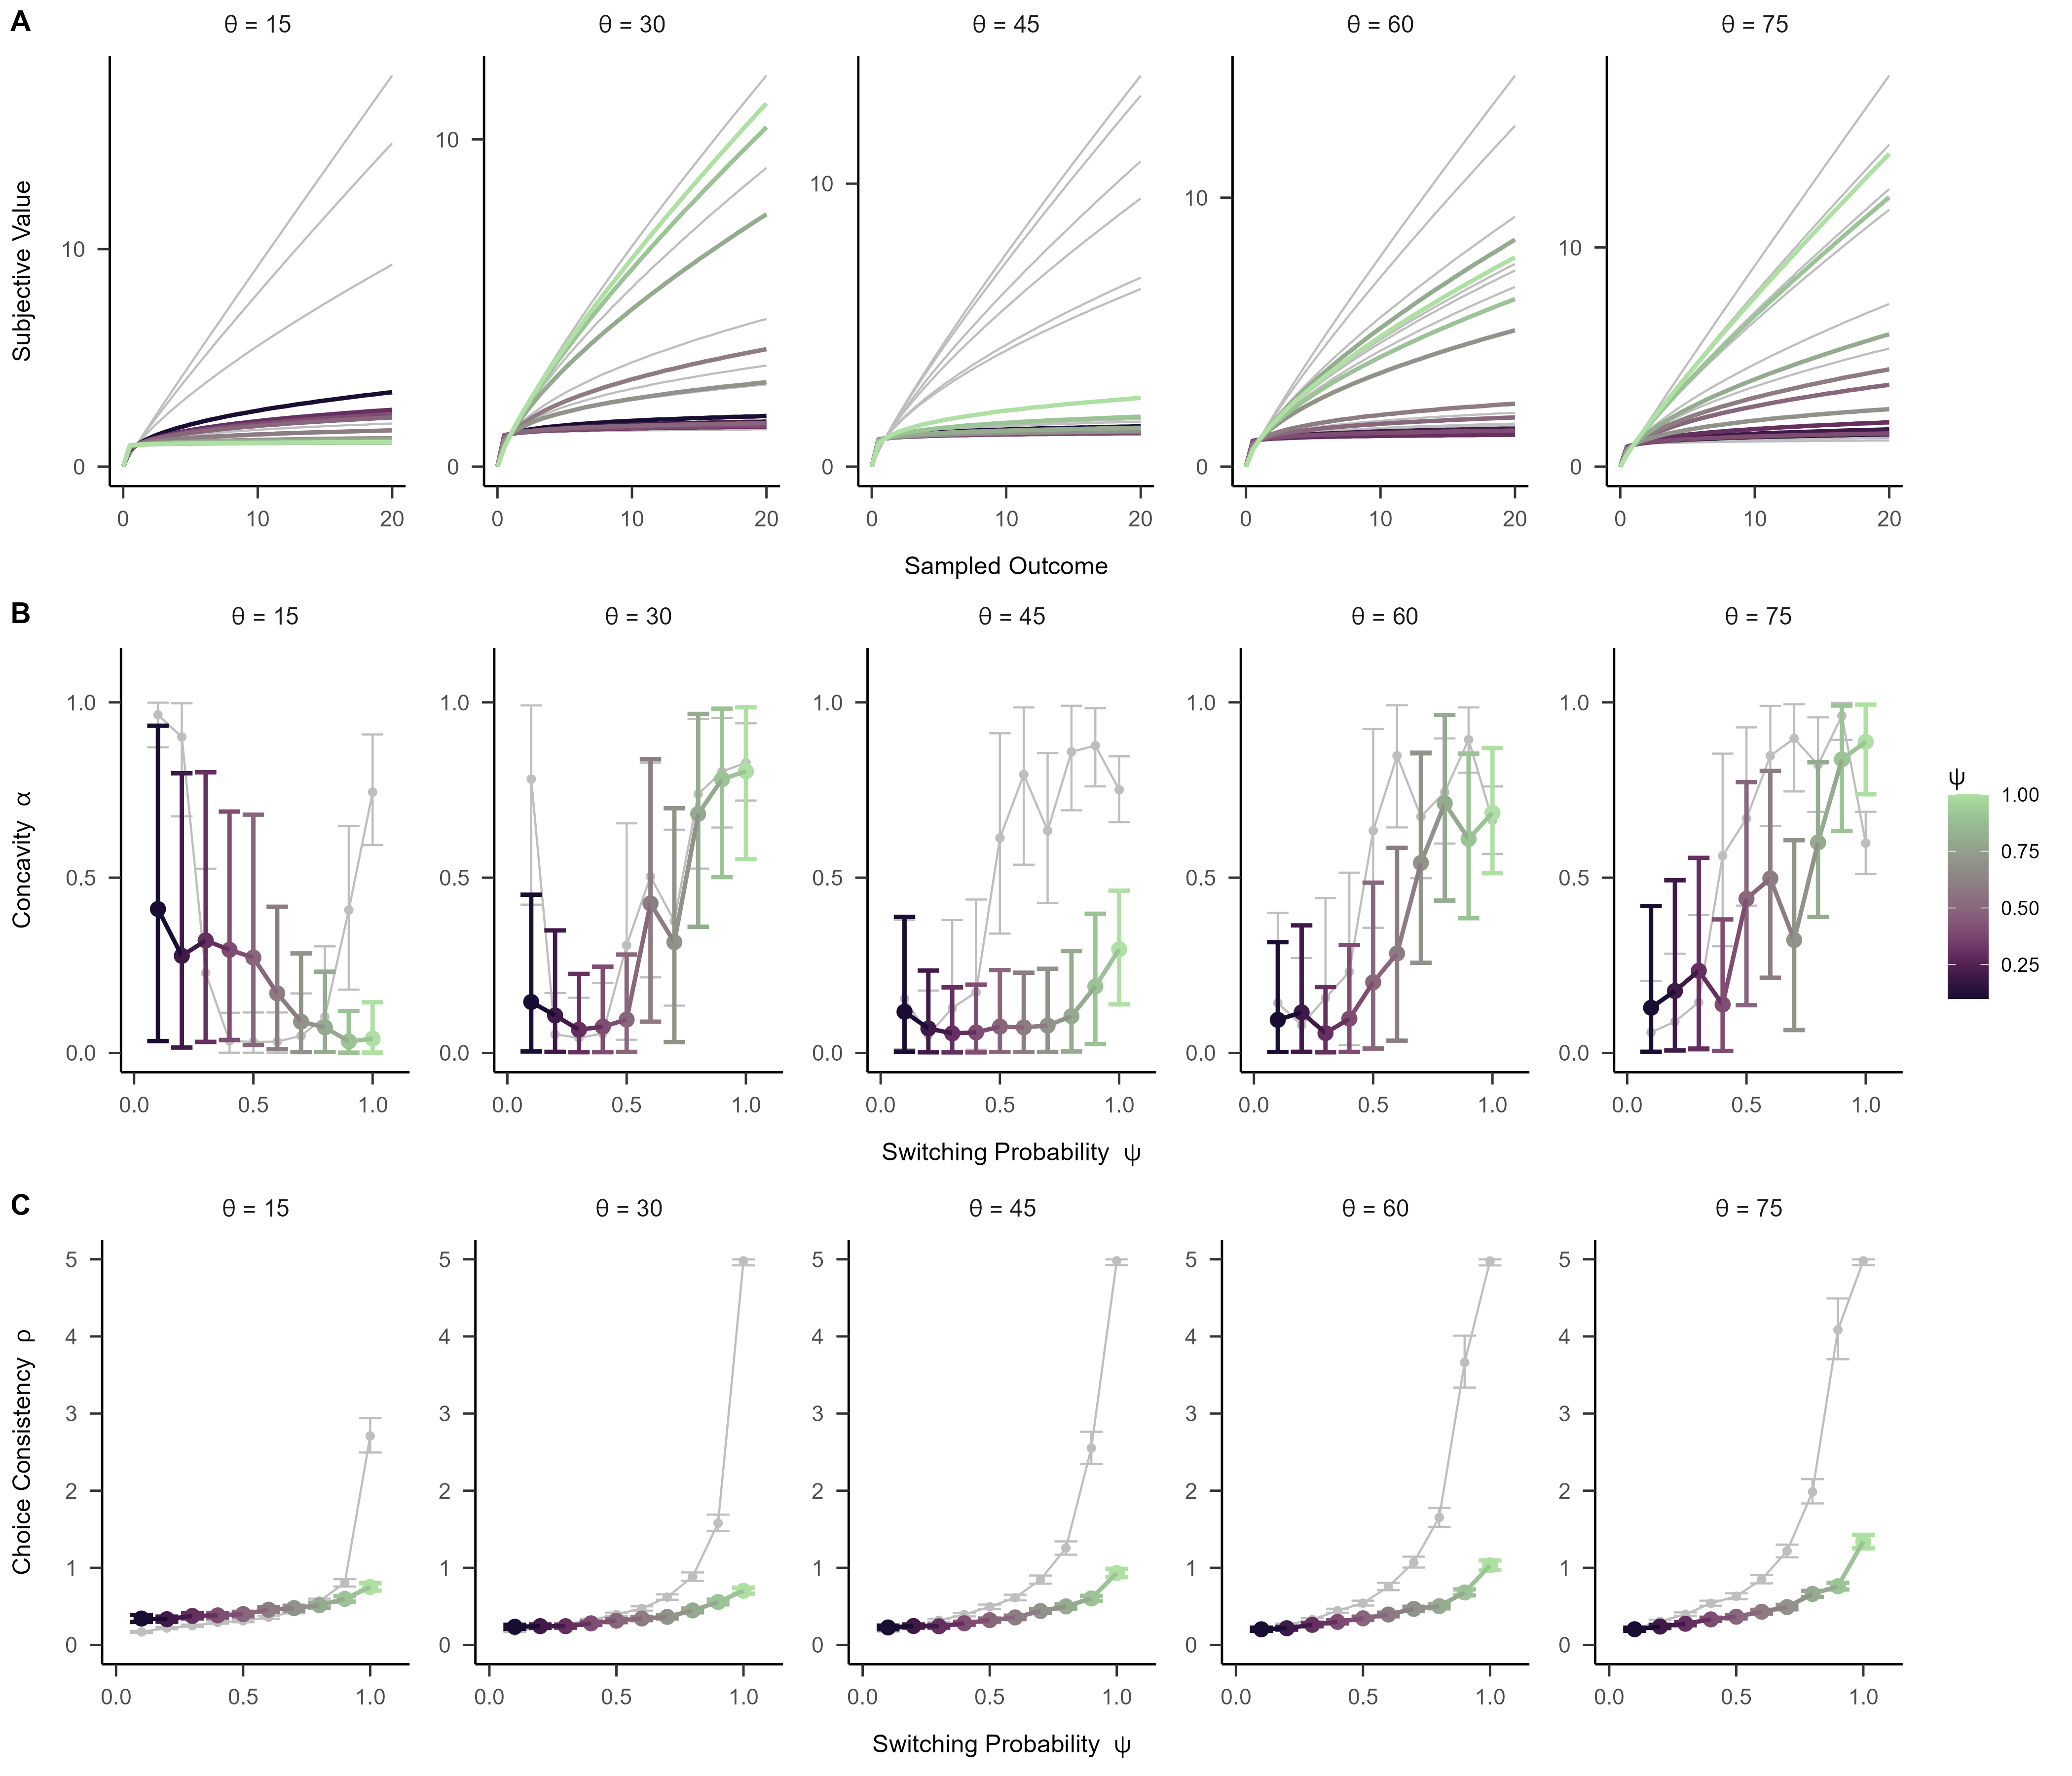 A
θ = 15 θ = 30 θ = 45 θ = 60 θ = 75
Subjective Value
10 10 10 10 10
0 0 0 0 0
0 10 20 0 10 20 0 10 20 0 10 20 0 10 20
Sampled Outcome
B
θ = 15 θ = 30 θ = 45 θ = 60 θ = 75
Concavity α
1.0 1.0 1.0 1.0 1.0
0.5 0.5 0.5 0.5 0.5
0.0 0.0 0.0 0.0 0.0
0.0 0.5 1.0 0.0 0.5 1.0 0.0 0.5 1.0 0.0 0.5 1.0 0.0 0.5 1.0
Switching Probability ψ
ψ
1.00
0.75
0.50
0.25
C
θ = 15 θ = 30 θ = 45 θ = 60 θ = 75
Choice Consistency ρ
5 5 5 5 5
4 4 4 4 4
3 3 3 3 3
2 2 2 2 2
1 1 1 1 1
0 0 0 0 0
0.0 0.5 1.0 0.0 0.5 1.0 0.0 0.5 1.0 0.0 0.5 1.0 0.0 0.5 1.0
Switching Probability ψ